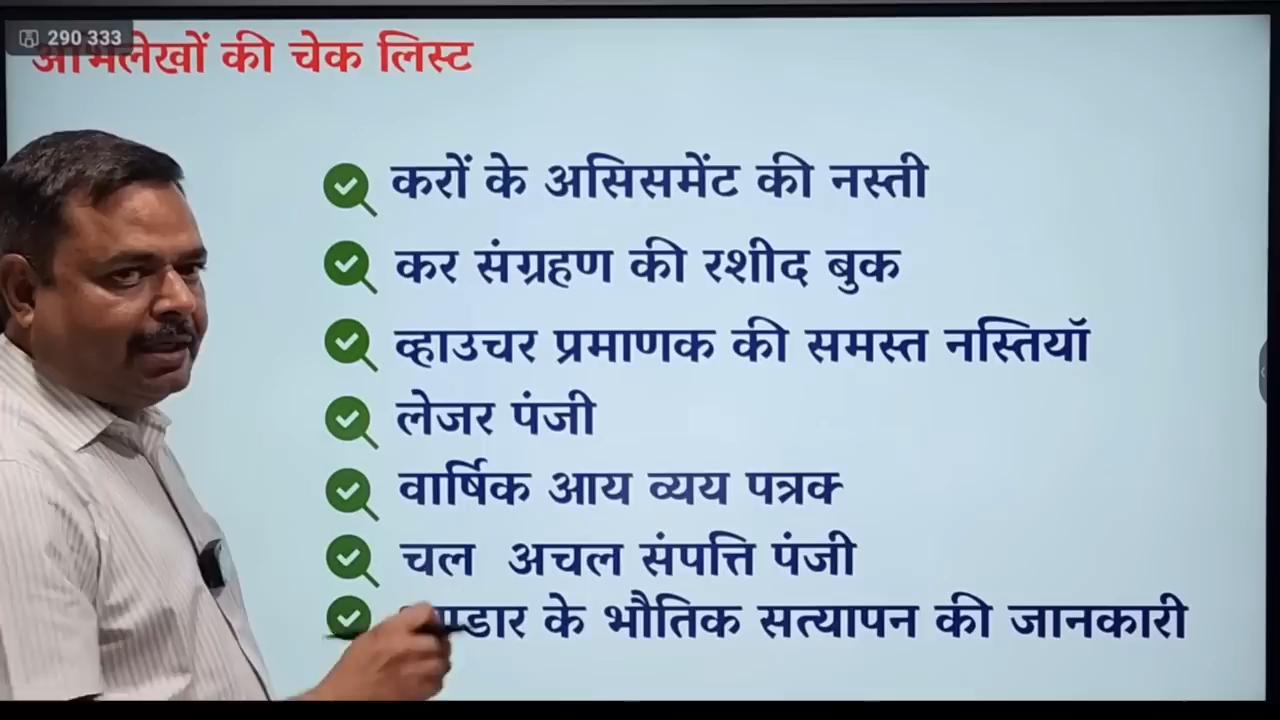 290 333
अभिलेखों की चेक लिस्ट
करों के असिसमेंट की नस्ती
कर संग्रहण की रशीद बुक
व्हाउचर प्रमाणक की समस्त नस्तियॉ
लेजर पंजी
वार्षिक आय व्यय पत्रक
चल अचल संपत्ति पंजी
के भौतिक सत्यापन की जानकारी